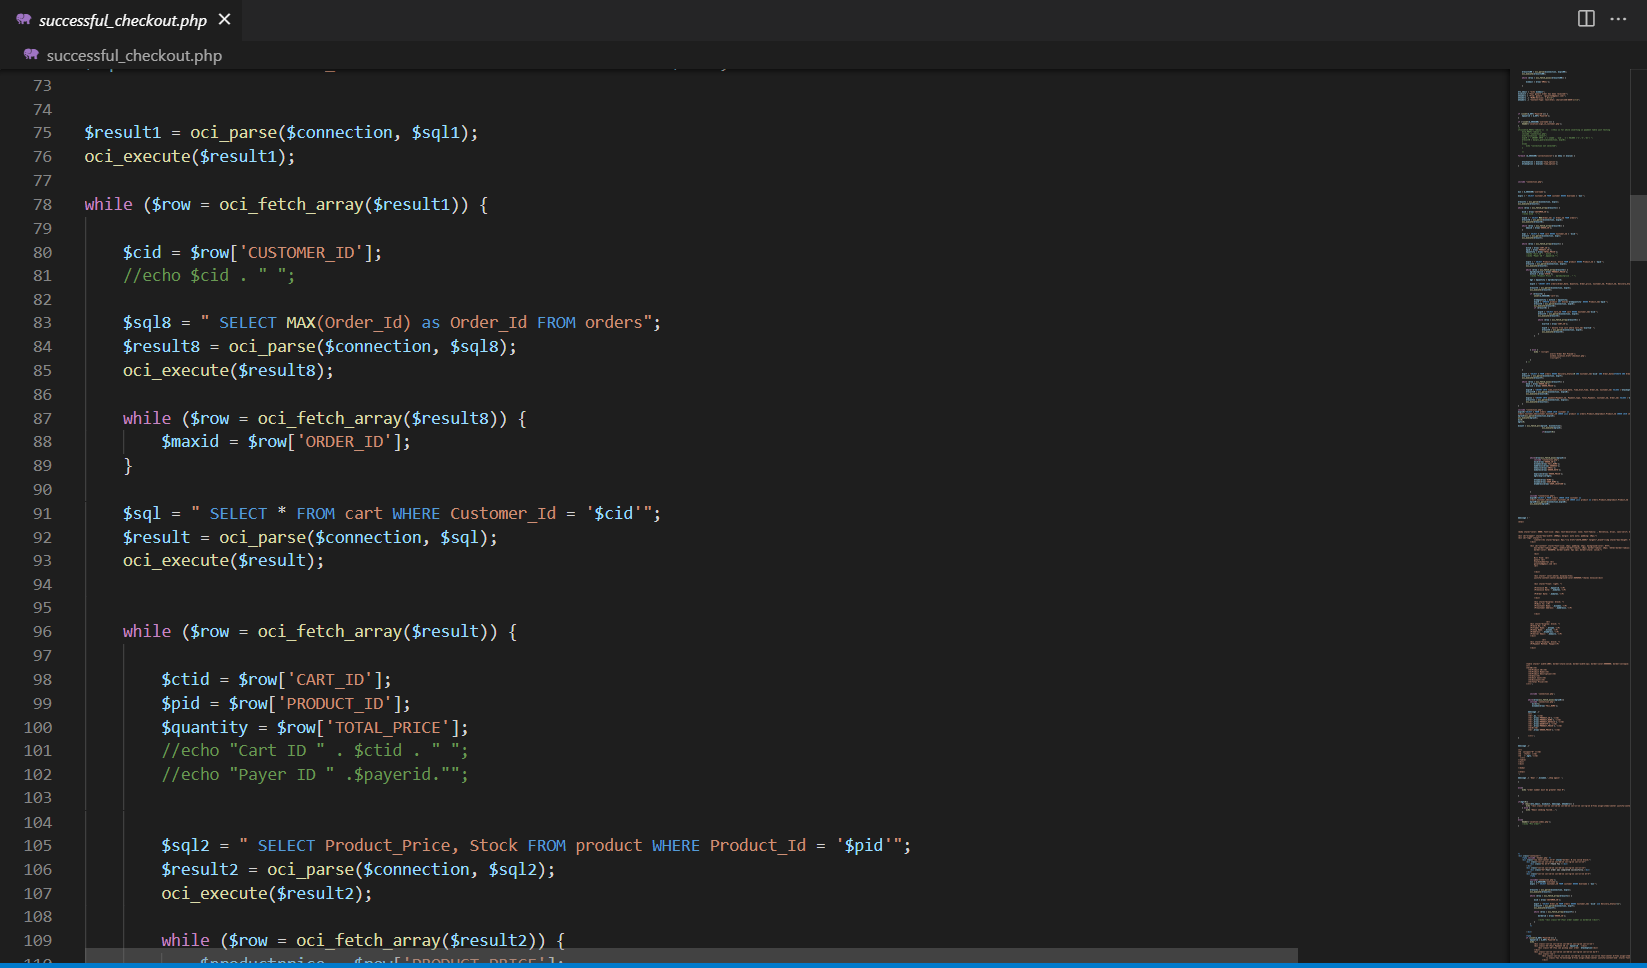 successful_checkout.php
successful_checkout.php
73
74
75 $result1 = oci_parse($connection, $sql1);
76 oci_execute($result1);
77
78 while ($row = oci_fetch_array($result1)) {
79
80 $cid = $row['CUSTOMER_ID'];
81 //echo $cid . " ";
82
83 $sql8 = " SELECT MAX(Order_Id) as Order_Id FROM orders";
84 $result8 = oci_parse($connection, $sql8);
85 oci_execute($result8);
86
87 while ($row = oci_fetch_array($result8)) {
88 $maxid = $row['ORDER_ID'];
89 }
90
91 $sql = " SELECT * FROM cart WHERE Customer_Id = '$cid'";
92 $result = oci_parse($connection, $sql);
93 oci_execute($result);
94
95
96 while ($row = oci_fetch_array($result)) {
97
98 $ctid = $row['CART_ID'];
99 $pid = $row['PRODUCT_ID'];
100 $quantity = $row['TOTAL_PRICE'];
101 //echo "Cart ID " . $ctid . " ";
102 //echo "Payer ID " .$payerid."";
103
104
105 $sql2 = " SELECT Product_Price, Stock FROM product WHERE Product_Id = '$pid'";
106 $result2 = oci_parse($connection, $sql2);
107 oci_execute($result2);
108
109 while ($row = oci_fetch_array($result2)) {
110 $productprice = $row['PRODUCT_PRICE'];